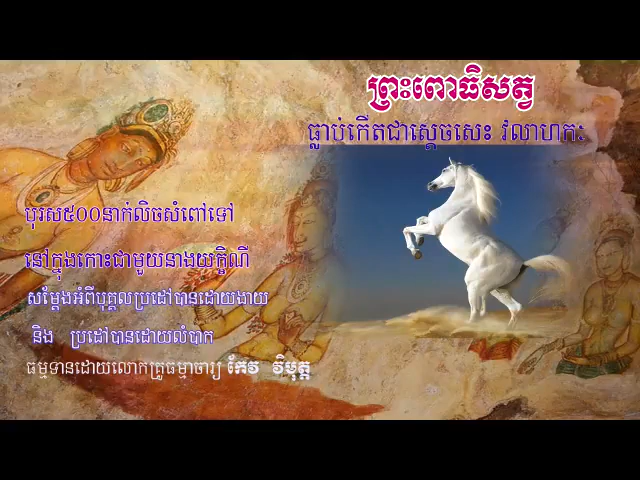 ព្រះពោធិសត្វ
ធ្លាប់កើតជាស្ដេចសេះ វលាហកៈ
បុរស៥០០នាក់លិចសំពៅទៅ
នៅក្នុងកោះជាមួយនាងយក្ខិណី
សម្ដែងអំពីបុគ្គលប្រដៅបានដោយងាយ
និង ប្រដៅបានដោយលំបាក
ធម្មទានដោយលោកគ្រូធម្មាចារ្យ កែវ វិមុត្ត